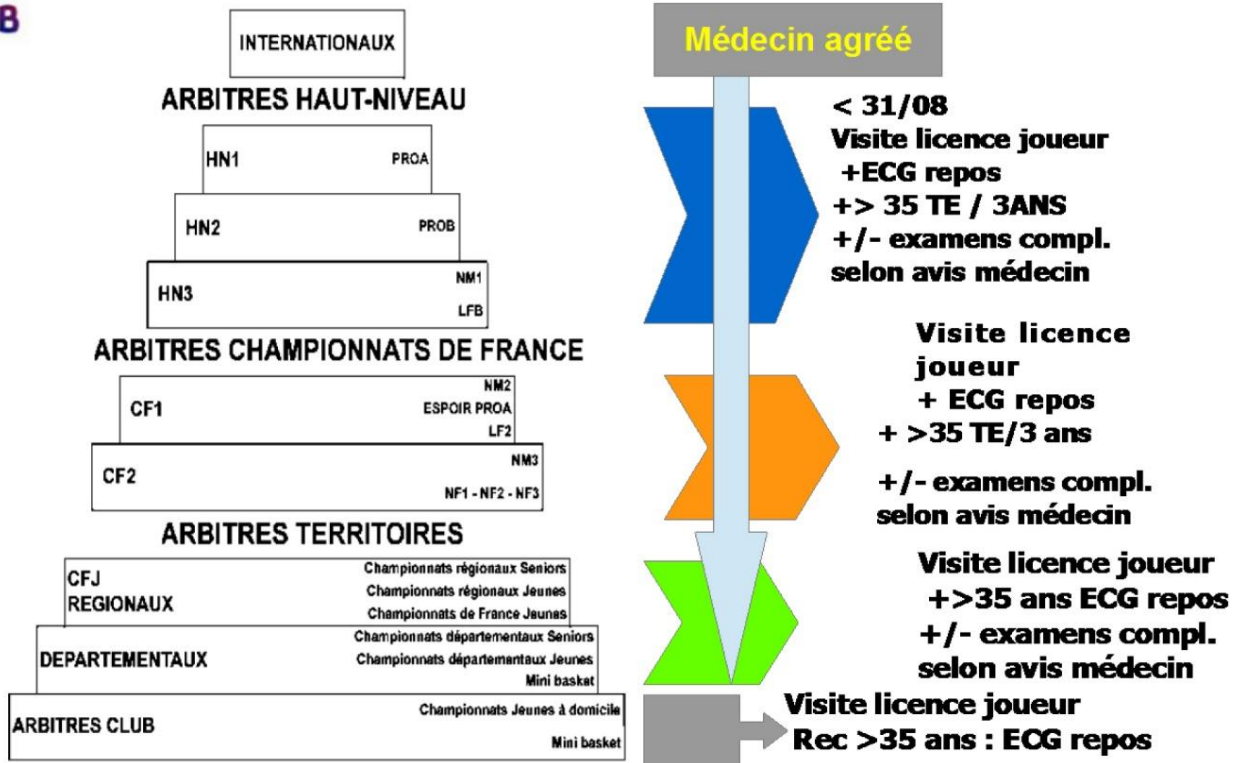 B
INTERNATIONAUX
ARBITRES HAUT-NIVEAU
HN1 PROA
HN2 PROB
HN3
NM1
LFB
ARBITRES CHAMPIONNATS DE FRANCE
CF1
NM2
ESPOIR PROA
LF2
CF2
NM3
NF1 - NF2 - NF3
ARBITRES TERRITOIRES
CFJ
REGIONAUX
Championnats régionaux Seniors
Championnats régionaux Jeunes
Championnats de France Jeunes
DEPARTEMENTAUX
Championnats départementaux Seniors
Championnats départementaux Jeunes
Mini basket
ARBITRES CLUB
Championnats Jeunes à domicile
Mini basket
Médecin agréé
< 31/08
Visite licence joueur
+ECG repos
+> 35 TE / 3ANS
+/- examens compl.
selon avis médecin
Visite licence
joueur
+ ECG repos
+ >35 TE/3 ans
+/- examens compl.
selon avis médecin
Visite licence joueur
+>35 ans ECG repos
+/- examens compl.
selon avis médecin
Visite licence joueur
Rec >35 ans : ECG repos